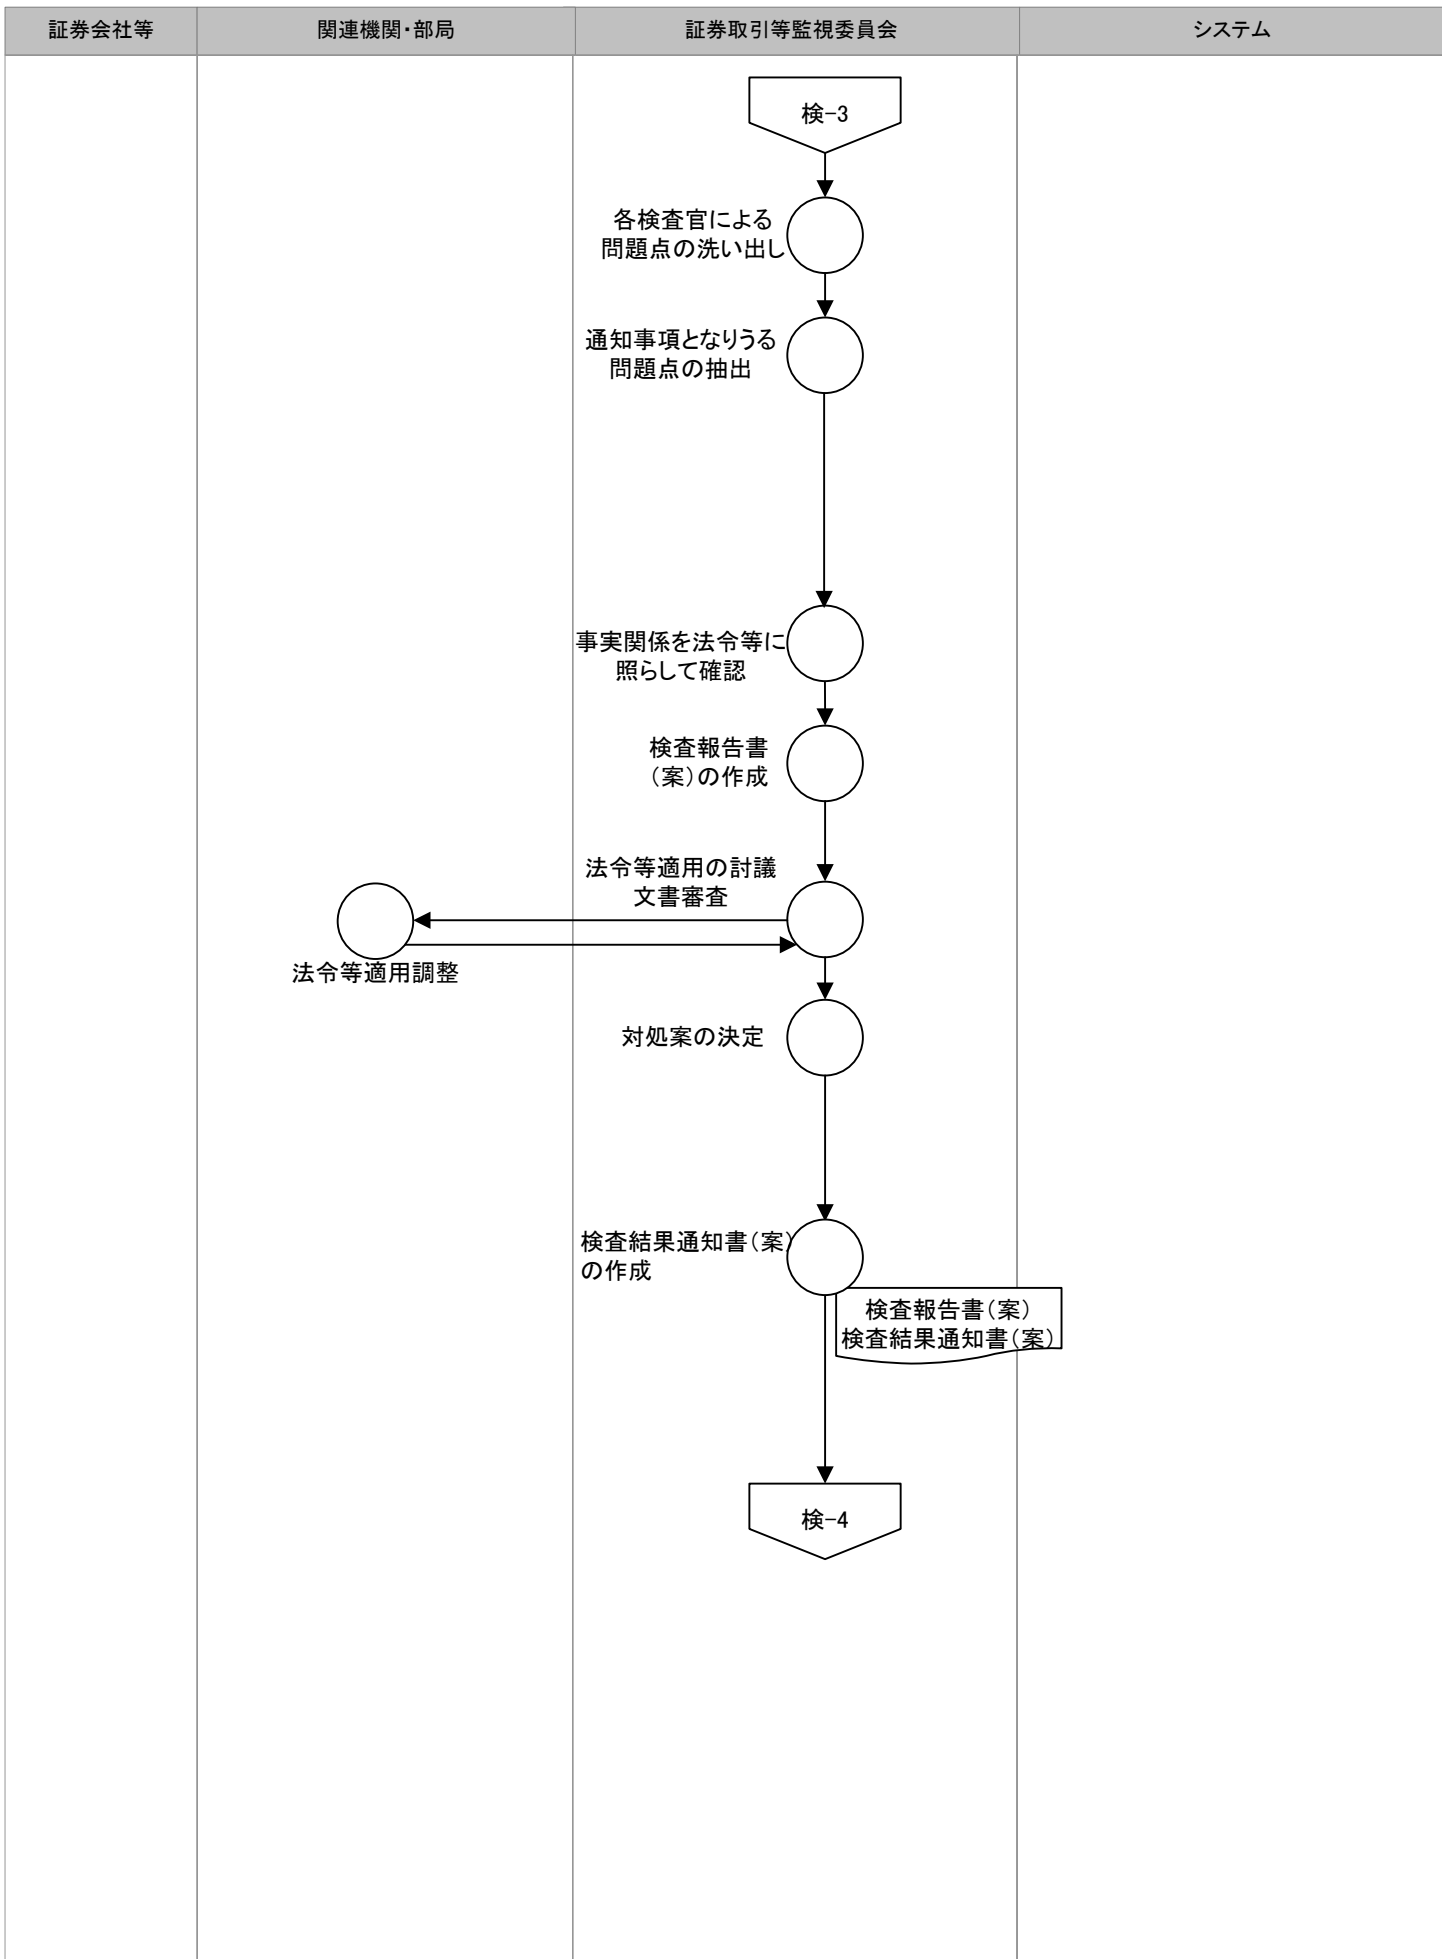 証券会社等
関連機関・部局
証券取引等監視委員会
システム
検-3
各検査官による
問題点の洗い出し
通知事項となりうる
問題点の抽出
事実関係を法令等に
照らして確認
検査報告書
（案）の作成
法令等適用の討議
文書審査
法令等適用調整
対処案の決定
検査結果通知書（案）
の作成
検査報告書（案）
検査結果通知書（案）
検-4